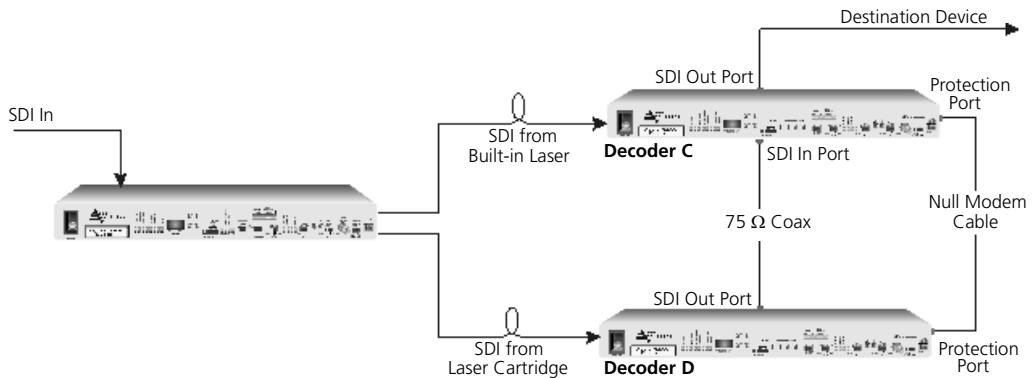 Destination Device
SDI Out Port
Protection
Port
SDI In
SDI from
Built-in Laser
Decoder C
SDI In Port
75 Ω Coax
Null Modem
Cable
SDI Out Port
SDI from
Laser Cartridge
Decoder D
Protection
Port